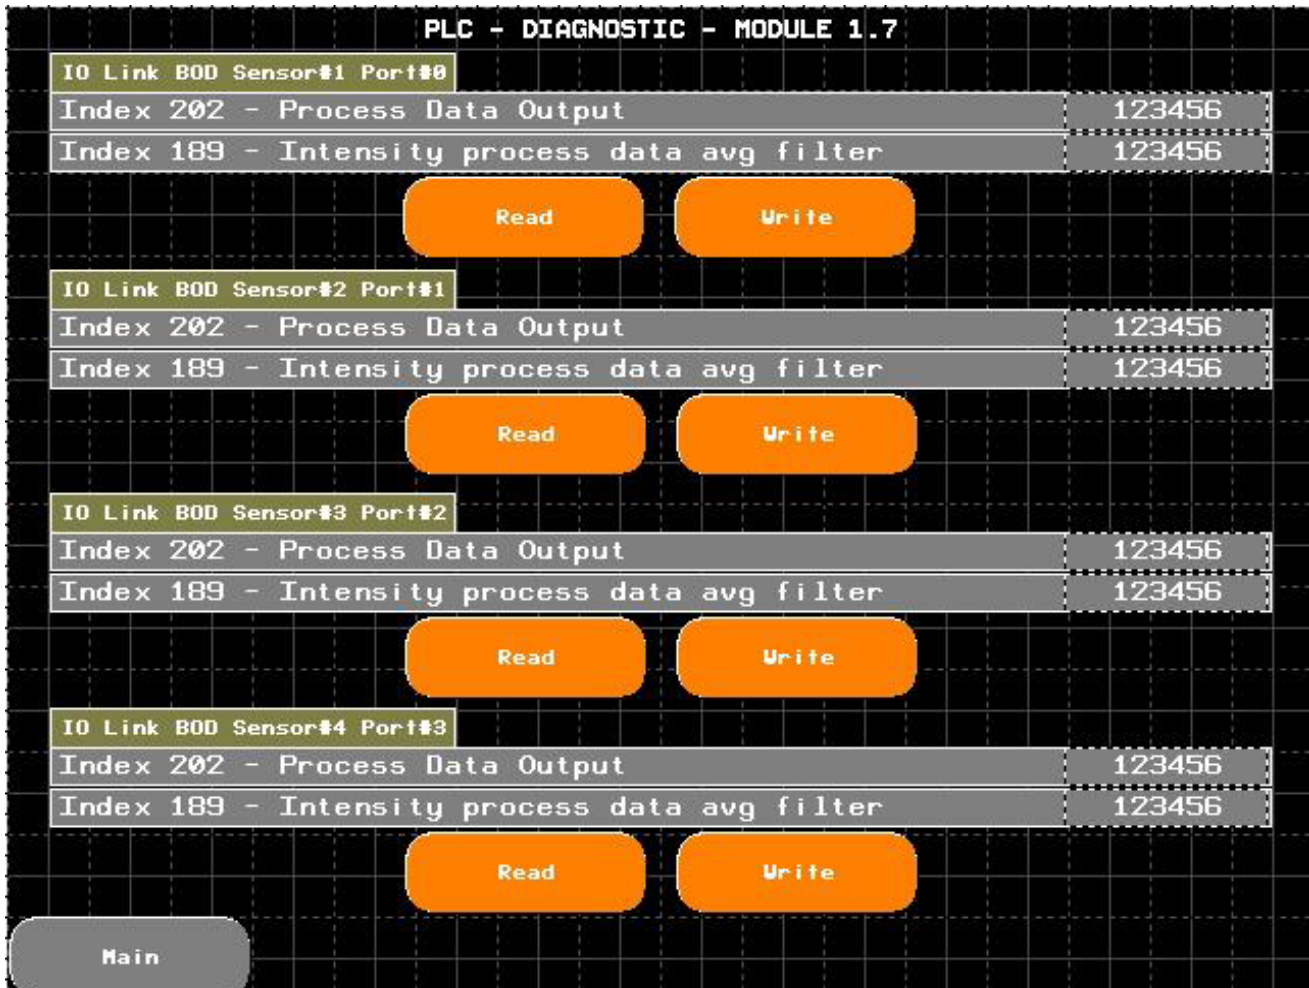 PLC - DIAGNOSTIC - MODULE 1.7
IO Link BOD Sensor#1 Port#0
Index 202 - Process Data Output 123456
Index 189 - Intensity process data avg filter 123456
Read Write
IO Link BOD Sensor#2 Port#1
Index 202 - Process Data Output 123456
Index 189 - Intensity process data avg filter 123456
Read Write
IO Link BOD Sensor#3 Port#2
Index 202 - Process Data Output 123456
Index 189 - Intensity process data avg filter 123456
Read Write
IO Link BOD Sensor#4 Port#3
Index 202 - Process Data Output 123456
Index 189 - Intensity process data avg filter 123456
Read Write
Main